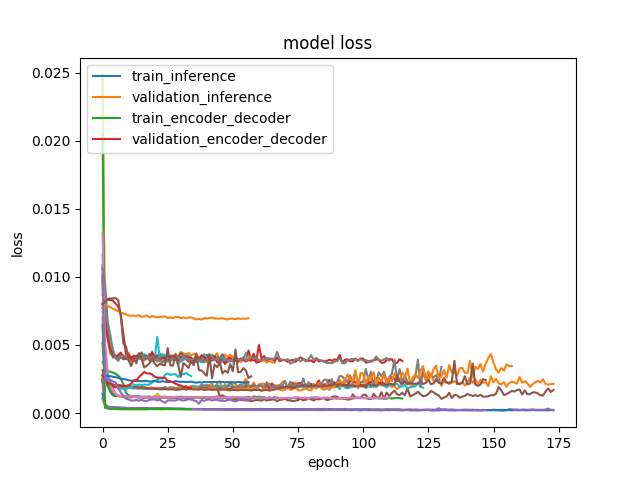 model loss
train_inference
validation_inference
train_encoder_decoder
validation_encoder_decoder
loss
0.025
0.020
0.015
0.010
0.005
0.000
0 25 50 75 100 125 150 175
epoch